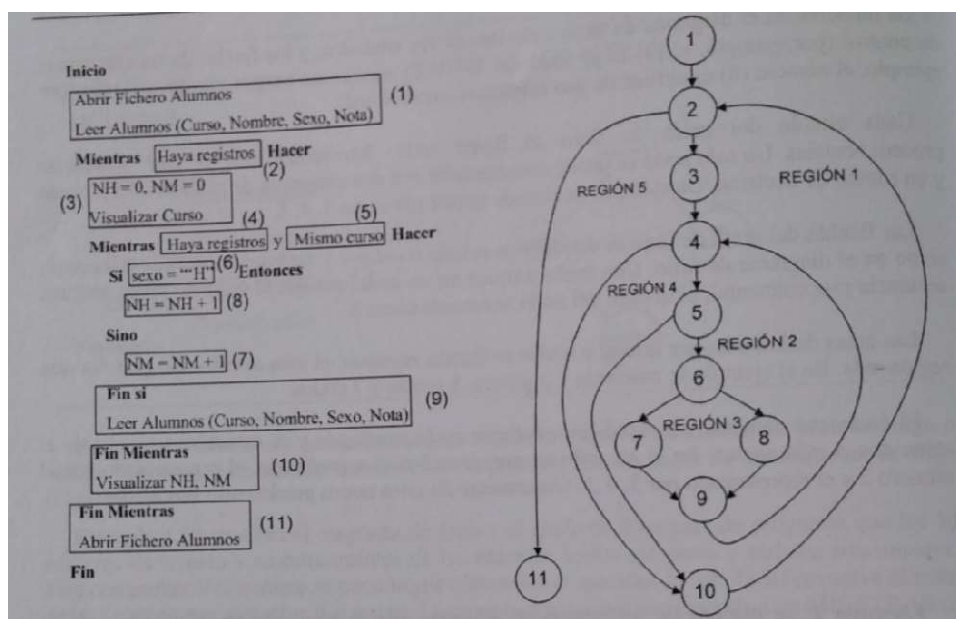 Inicio
Abrir Fichero Alumnos
Leer Alumnos (Curso, Nombre, Sexo, Nota)
(1)
Mientras Haya registros Hacer
(2)
(3)
NH = 0, NM = 0
Visualizar Curso
(4)
(5)
Mientras Haya registros y Mismo curso Hacer
Si sexo = ""H" (6) Entonces
NH = NH + 1 (8)
Sino
NM = NM + 1 (7)
Fin si
Leer Alumnos (Curso, Nombre, Sexo, Nota)
(9)
Fin Mientras
Visualizar NH, NM
(10)
Fin Mientras
Abrir Fichero Alumnos
(11)
Fin
1
2
REGIÓN 5
3
REGIÓN 1
4
REGIÓN 4
5
REGIÓN 2
6
7
REGIÓN 3
8
9
11
10